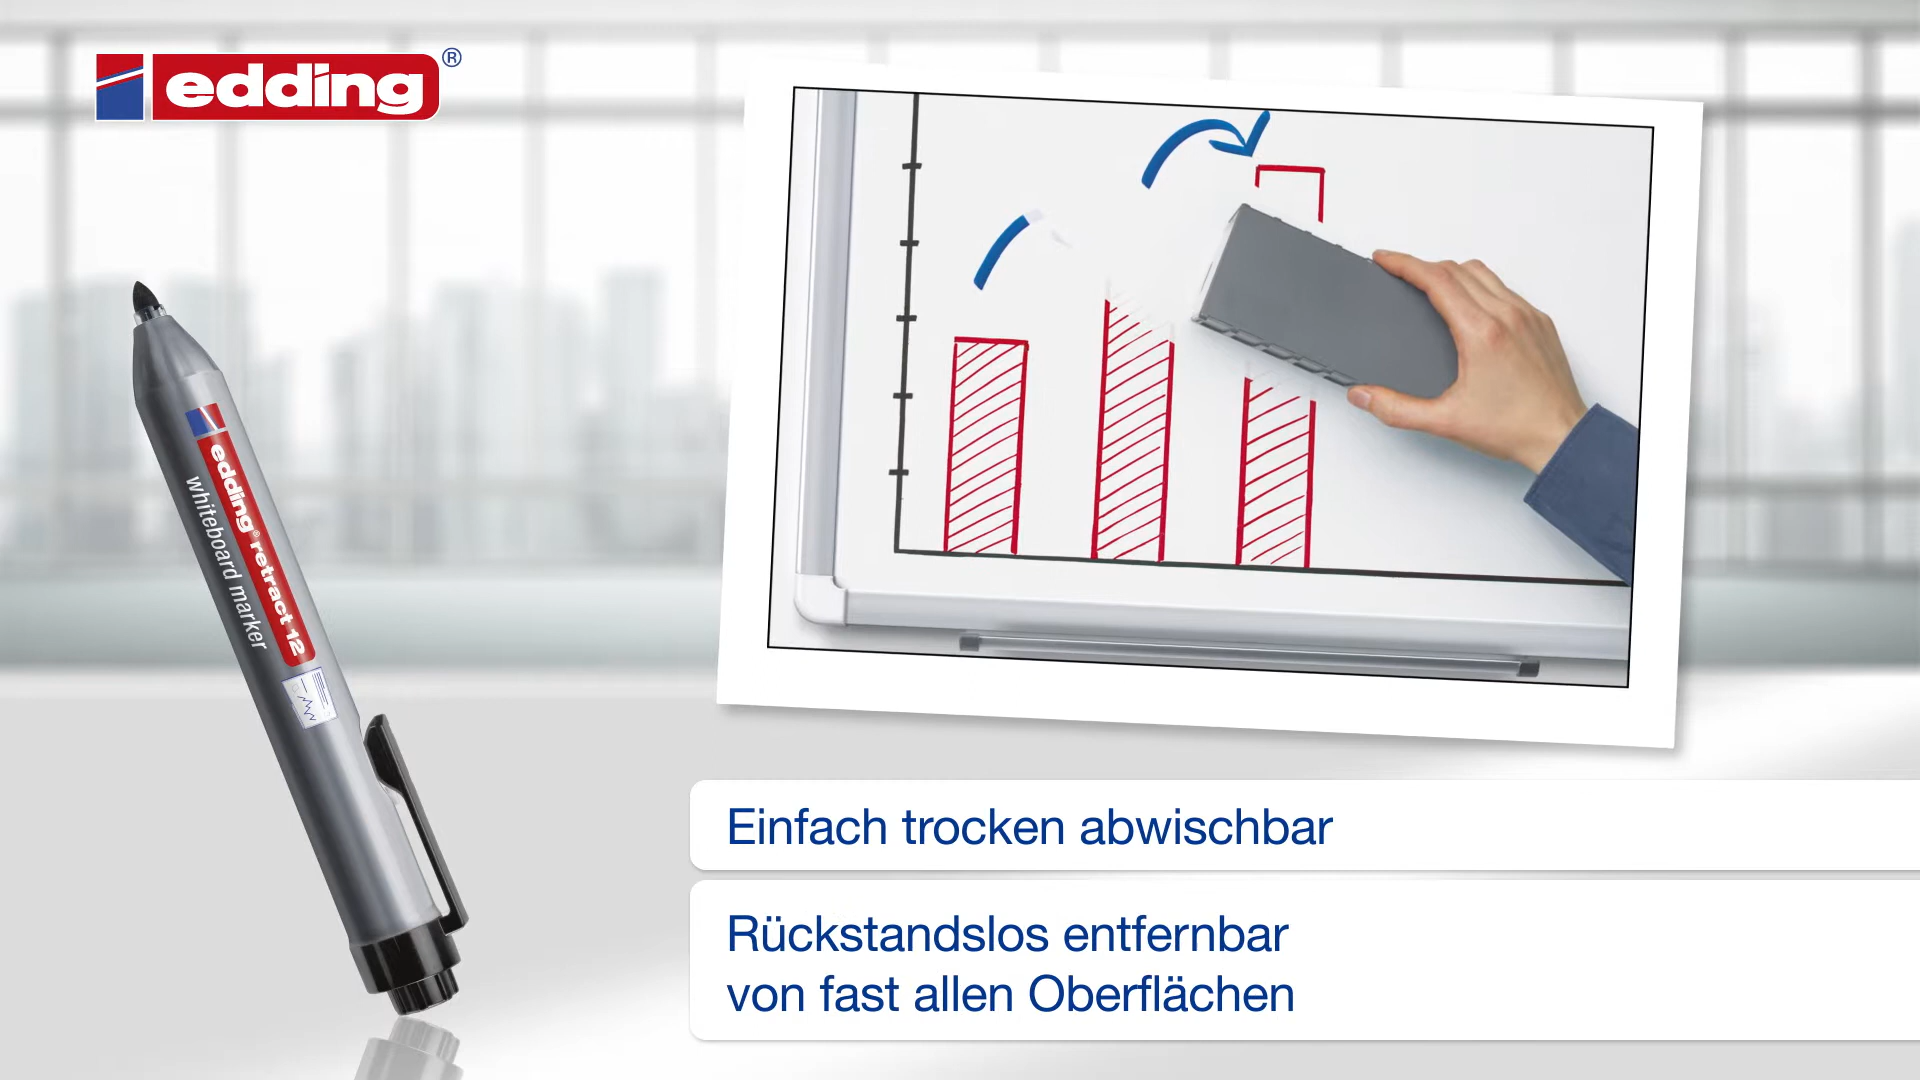 edding®
edding® retract 12
whiteboard marker
Einfach trocken abwischbar
Rückstandslos entfernbar
von fast allen Oberflächen